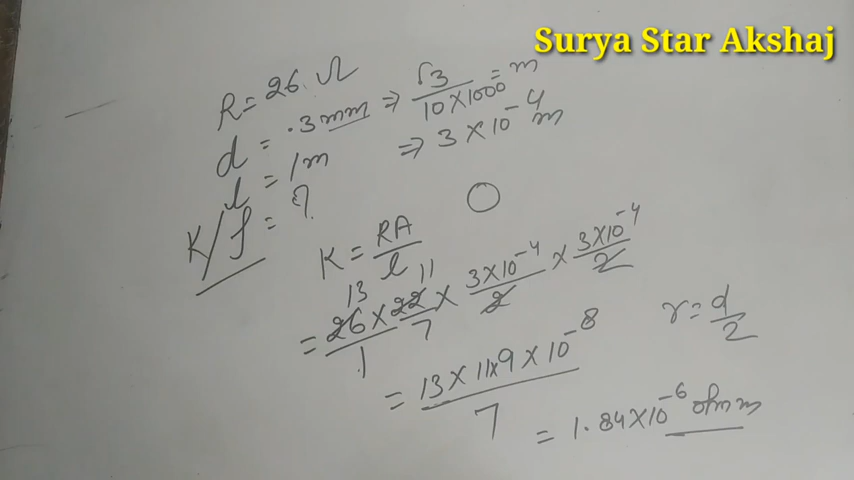 Surya Star Akshaj
R = 26 Ω
d = .3 mm ⇒ 3/10×1000 = m
⇒ 3 × 10⁻⁴ m
l = 1m
K/ρ = ?
K = RA/l
= 26/1 × 22/7 × 3×10⁻⁴/2 × 3×10⁻⁴/2
13 11
r = d/2
= 13 × 11 × 9 × 10⁻⁸/7
= 1.84×10⁻⁶ ohm m